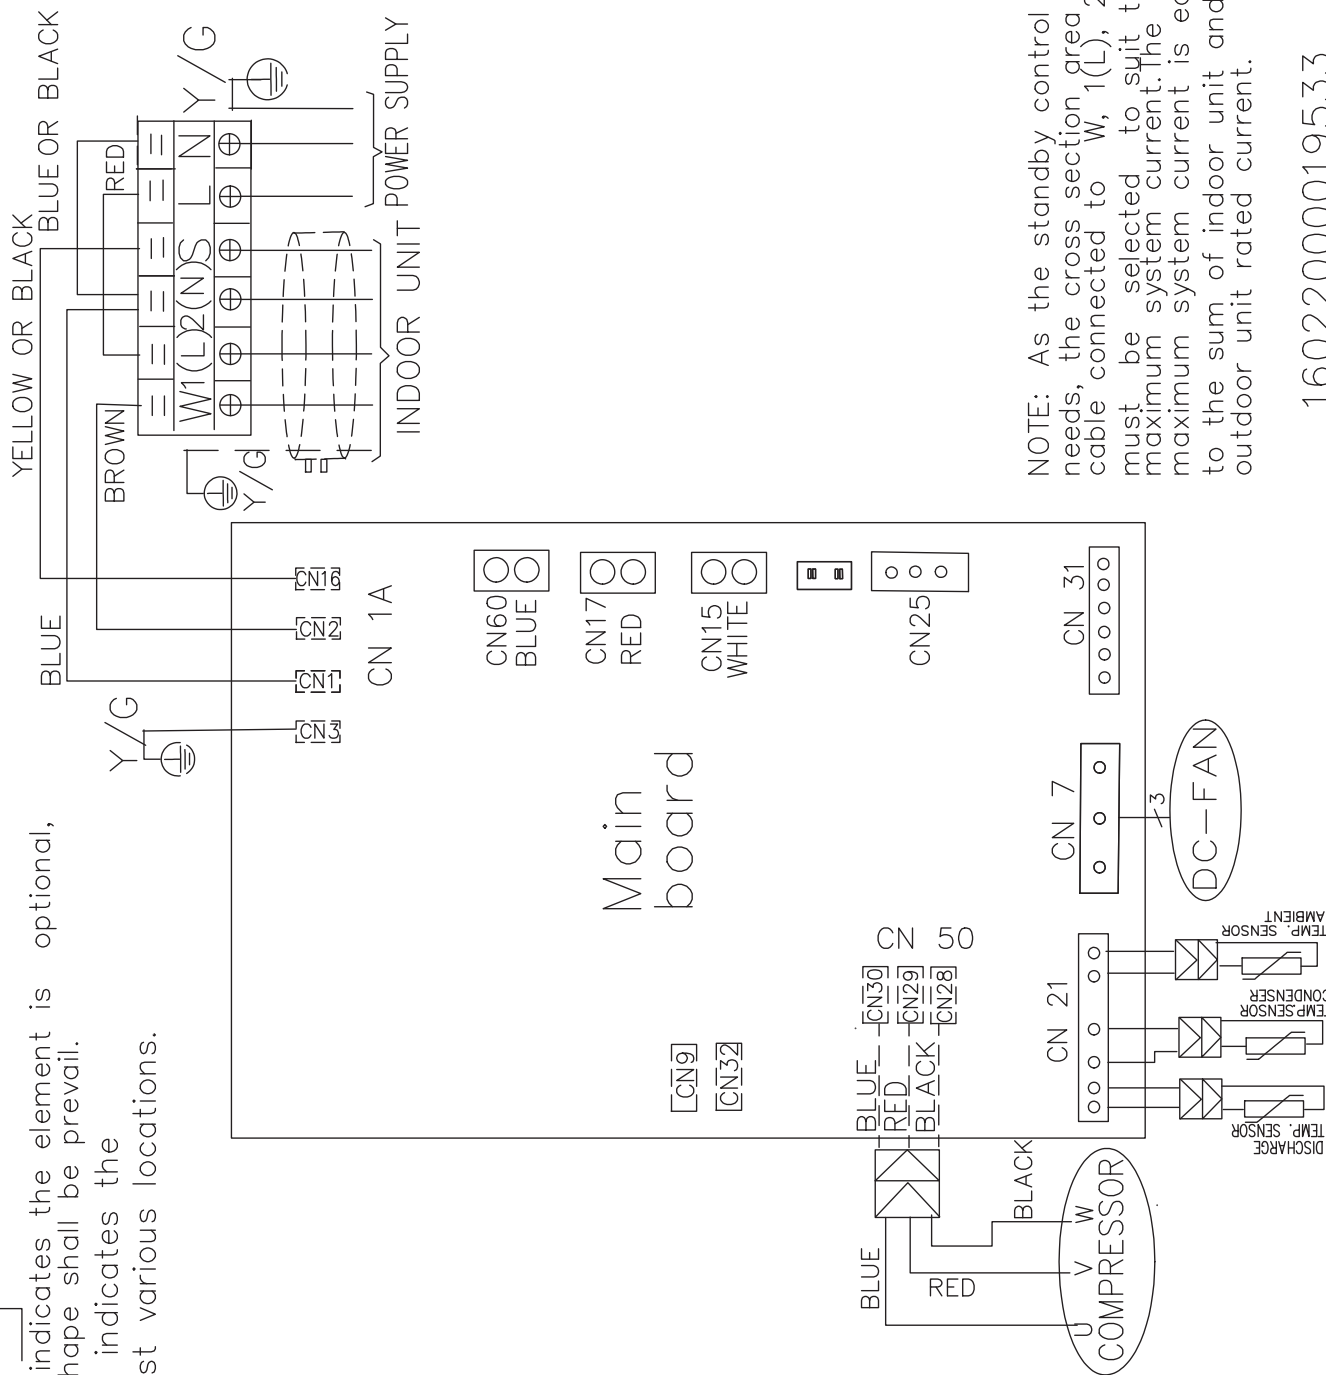 YELLOW OR BLACK
BLUE OR BLACK
BROWN
RED
BLUE
Y/G
W 1(L) 2(N) S L N
Y/G
Y/G
INDOOR UNIT
POWER SUPPLY
indicates the element is optional,
hape shall be prevail.
indicates the
st various locations.
CN3
CN1
CN2
CN16
CN 1A
CN60
BLUE
CN17
RED
CN15
WHITE
CN25
CN 31
Main
board
CN9
CN32
CN 50
CN30
CN29
CN28
BLUE
RED
BLACK
BLUE
RED
BLACK
U V W
COMPRESSOR
CN 21
CN 7
3
DC-FAN
DISCHARGE
TEMP. SENSOR
CONDENSER
TEMP.SENSOR
AMBIENT
TEMP. SENSOR
NOTE: As the standby control
needs, the cross section area
cable connected to W, 1(L), 2
must be selected to suit t
maximum system current.The
maximum system current is eq
to the sum of indoor unit and
outdoor unit rated current.
16022000019533